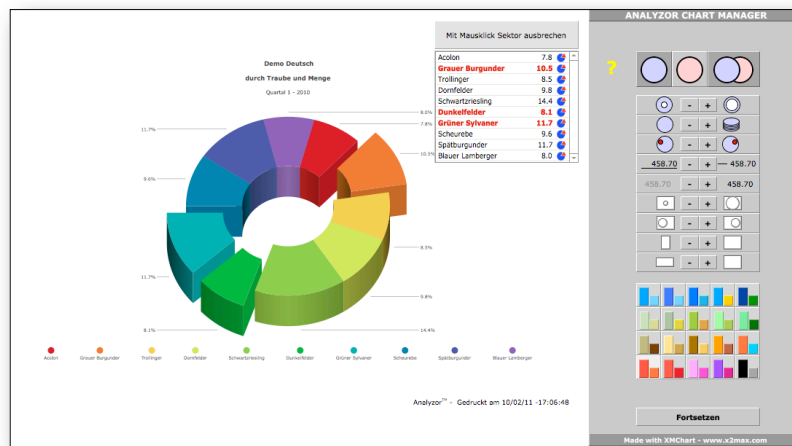 ANALYZOR CHART MANAGER
Mit Mausklick Sektor ausbrechen
Demo Deutsch
durch Traube und Menge
Quartal 1 - 2010
Acolon 7.8
Grauer Burgunder 10.5
Trollinger 8.5
Dornfelder 9.8
Schwartzriesling 14.4
Dunkelfelder 8.1
Grüner Sylvaner 11.7
Scheurebe 9.6
Spätburgunder 11.7
Blauer Lamberger 8.0
?
8.0%
7.8%
10.5%
8.5%
9.8%
14.4%
8.1%
11.7%
9.6%
11.7%
- +
- +
- +
458.70 - + 458.70
458.70 - + 458.70
- +
- +
- +
- +
Acolon Grauer Burgunder Trollinger Dornfelder Schwartzriesling Dunkelfelder Grüner Sylvaner Scheurebe Spätburgunder Blauer Lamberger
Analyzor™ - Gedruckt am 10/02/11 -17:06:48
Fortsetzen
Made with XMChart - www.x2max.com